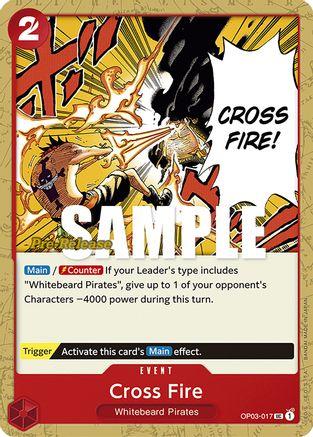 2
CROSS
FIRE!
SAMPLE
Pre-Release
Main / Counter If your Leader's type includes
"Whitebeard Pirates", give up to 1 of your opponent's
Characters −4000 power during this turn.
Trigger Activate this card's Main effect.
EVENT
Cross Fire
Whitebeard Pirates
OP03-017 UC 1